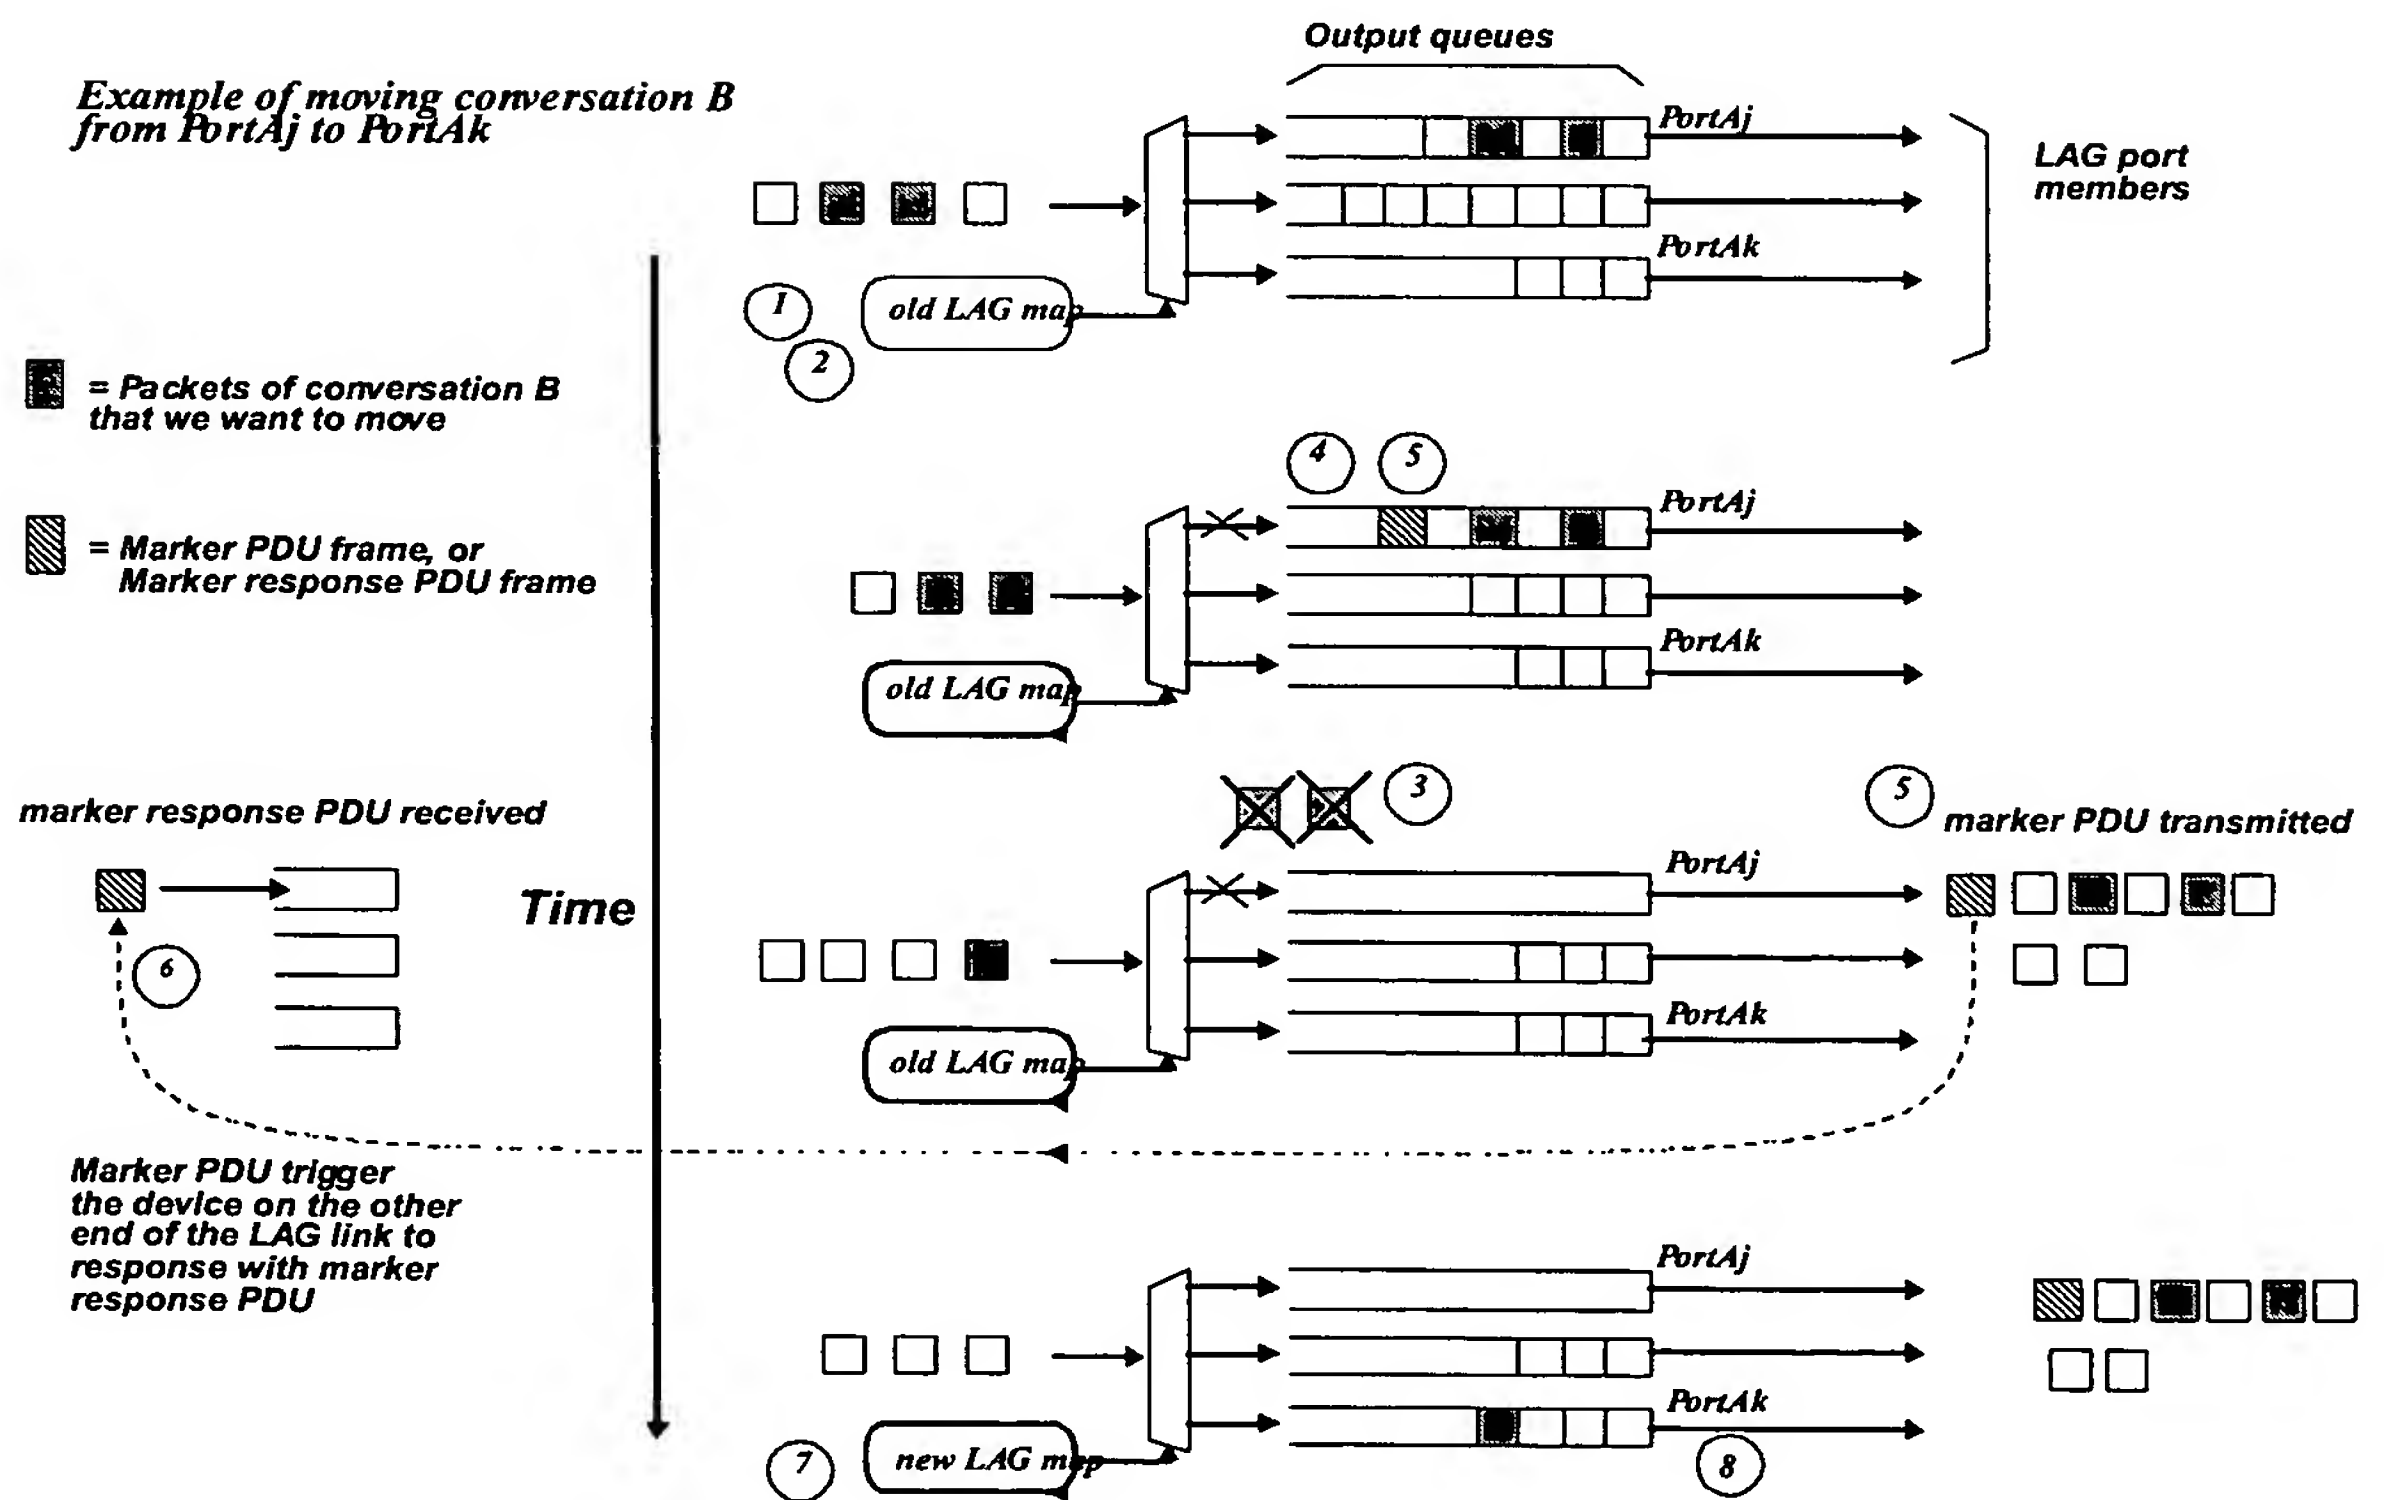 Output queues
Example of moving conversation B
from PortAj to PortAk
PortAj
LAG port
members
PortAk
old LAG map
1
2
= Packets of conversation B
that we want to move
4
5
PortAj
= Marker PDU frame, or
Marker response PDU frame
PortAk
old LAG map
3
5
marker response PDU received
marker PDU transmitted
PortAj
Time
6
PortAk
old LAG map
Marker PDU trigger
the device on the other
end of the LAG link to
response with marker
response PDU
PortAj
PortAk
7
new LAG map
8